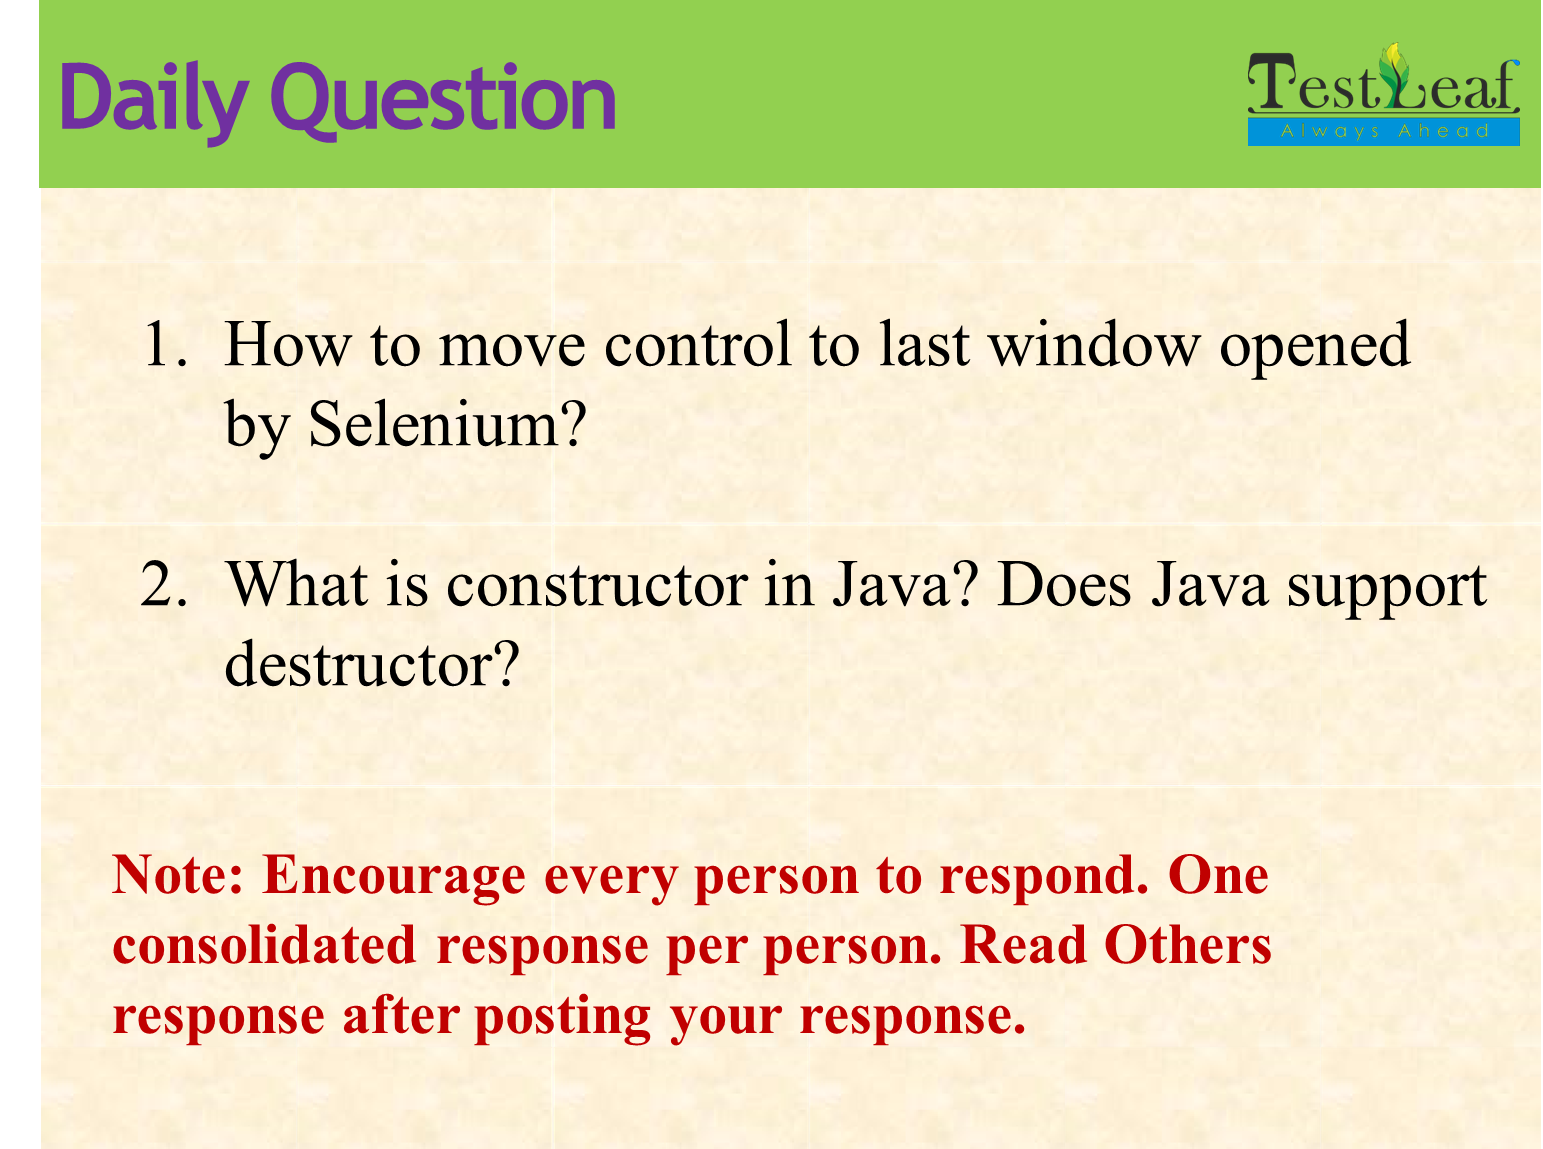 Daily Question
TestLeaf
Always Ahead
1. How to move control to last window opened
by Selenium?
2. What is constructor in Java? Does Java support
destructor?
Note: Encourage every person to respond. One
consolidated response per person. Read Others
response after posting your response.